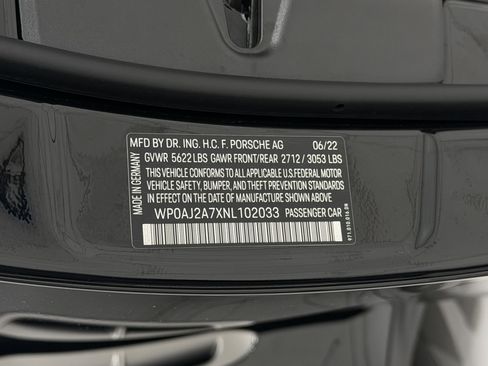 MFD BY DR. ING. H.C. F. PORSCHE AG 06/22
GVWR 5622 LBS GAWR FRONT/REAR 2712 / 3053 LBS
THIS VEHICLE CONFORMS TO ALL APPLICABLE
U.S. FEDERAL MOTOR VEHICLE
SAFETY, BUMPER, AND THEFT PREVENTION STANDARDS
IN EFFECT ON THE DATE OF MANUFACTURE SHOWN ABOVE.
WP0AJ2A7XNL102033 PASSENGER CAR
MADE IN GERMANY